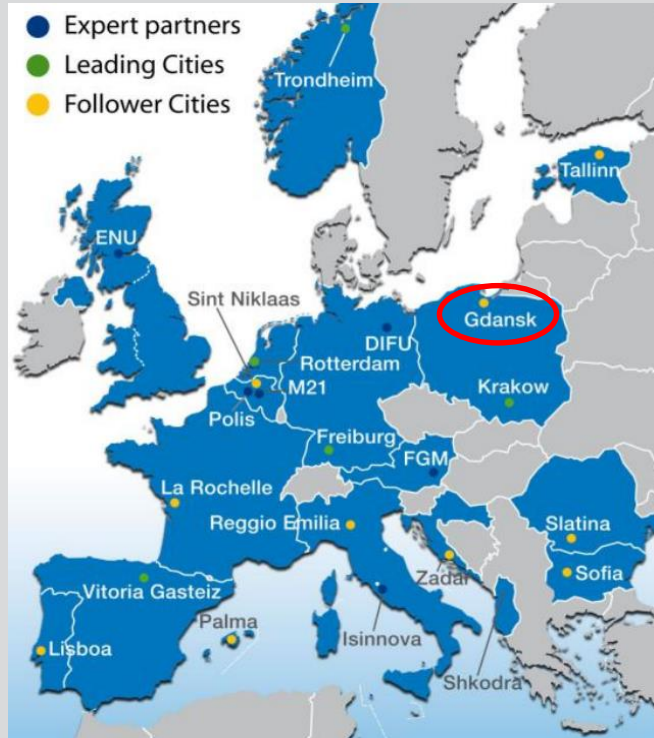 Expert partners
Leading Cities
Follower Cities
Trondheim
Tallinn
ENU
Sint Niklaas
Gdansk
DIFU
Rotterdam
M21
Polis
Krakow
Freiburg
FGM
La Rochelle
Reggio Emilia
Slatina
Zadar
Sofia
Vitoria Gasteiz
Palma
Isinnova
Lisboa
Shkodra